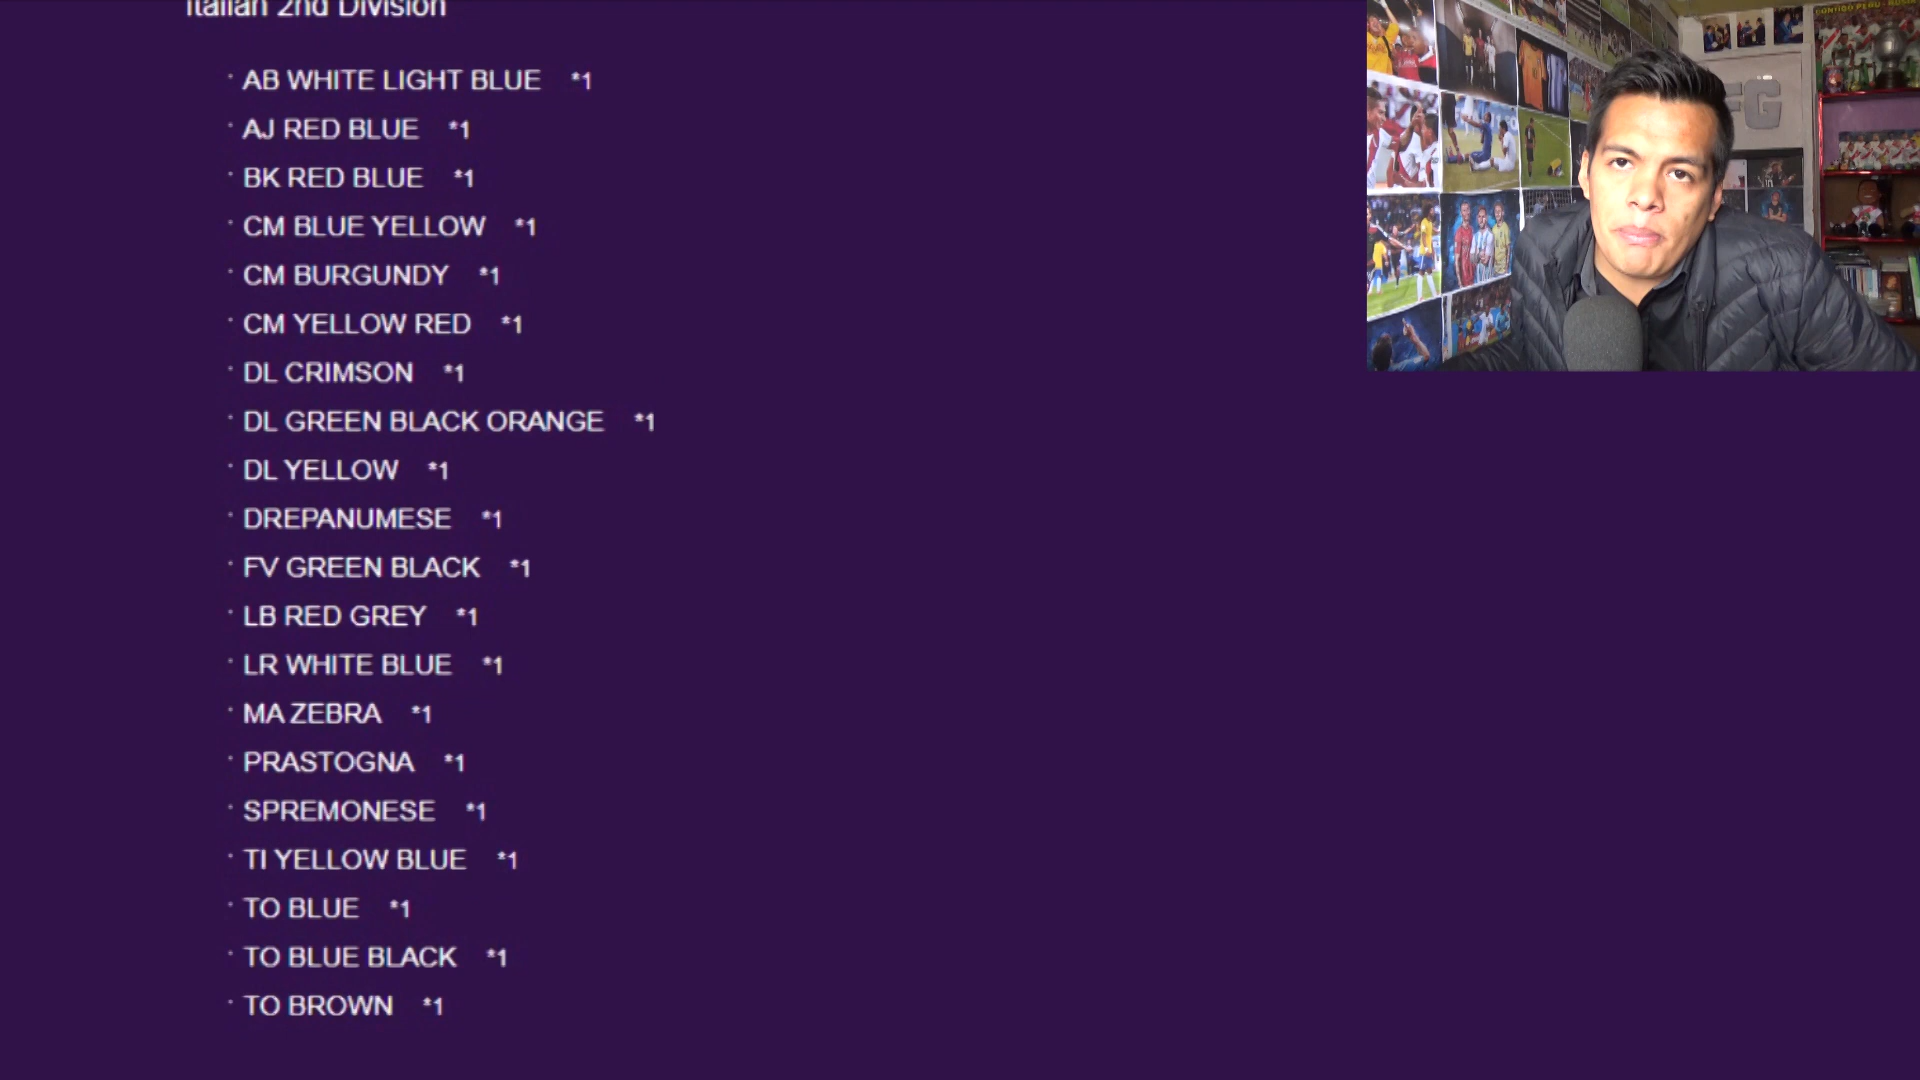 Italian 2nd Division
· AB WHITE LIGHT BLUE *1
· AJ RED BLUE *1
· BK RED BLUE *1
· CM BLUE YELLOW *1
· CM BURGUNDY *1
· CM YELLOW RED *1
· DL CRIMSON *1
· DL GREEN BLACK ORANGE *1
· DL YELLOW *1
· DREPANUMESE *1
· FV GREEN BLACK *1
· LB RED GREY *1
· LR WHITE BLUE *1
· MA ZEBRA *1
· PRASTOGNA *1
· SPREMONESE *1
· TI YELLOW BLUE *1
· TO BLUE *1
· TO BLUE BLACK *1
· TO BROWN *1
CONTIGO PERU
FG